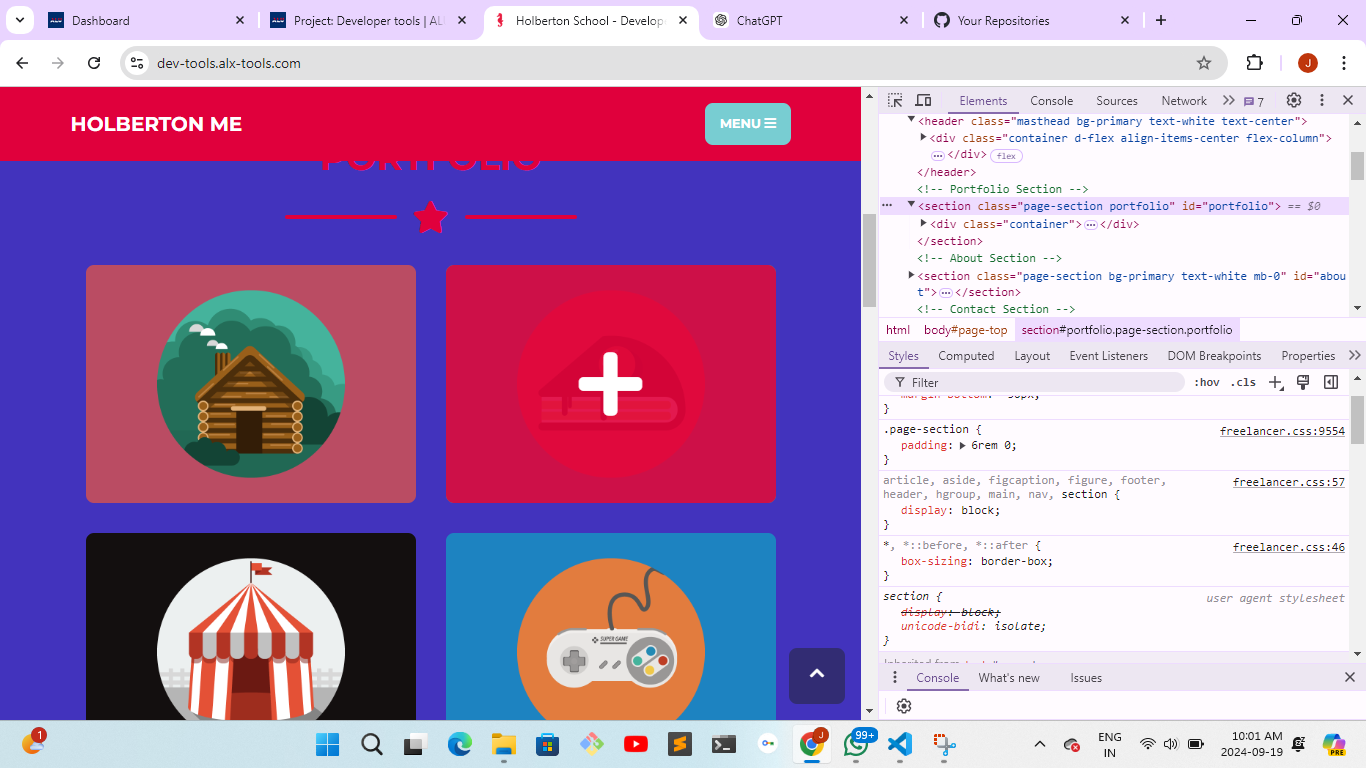 Dashboard
Project: Developer tools | AL
Holberton School - Develop
ChatGPT
Your Repositories
dev-tools.alx-tools.com
J
HOLBERTON ME
MENU
PORTFOLIO
SUPER GAME
Elements
Console
Sources
Network
7
<header class="masthead bg-primary text-white text-center">
<div class="container d-flex align-items-center flex-column">
</div> flex
</header>
<!-- Portfolio Section -->
<section class="page-section portfolio" id="portfolio"> == $0
<div class="container"> </div>
</section>
<!-- About Section -->
<section class="page-section bg-primary text-white mb-0" id="abou
t"> </section>
<!-- Contact Section -->
html body#page-top section#portfolio.page-section.portfolio
Styles Computed Layout Event Listeners DOM Breakpoints Properties
Filter
:hov .cls
}
.page-section {
freelancer.css:9554
padding: 6rem 0;
}
article, aside, figcaption, figure, footer,
freelancer.css:57
header, hgroup, main, nav, section {
display: block;
}
*, *::before, *::after {
freelancer.css:46
box-sizing: border-box;
}
section {
user agent stylesheet
display: block;
unicode-bidi: isolate;
}
Console What's new Issues
1
J
99+
ENG
IN
10:01 AM
2024-09-19
PRE